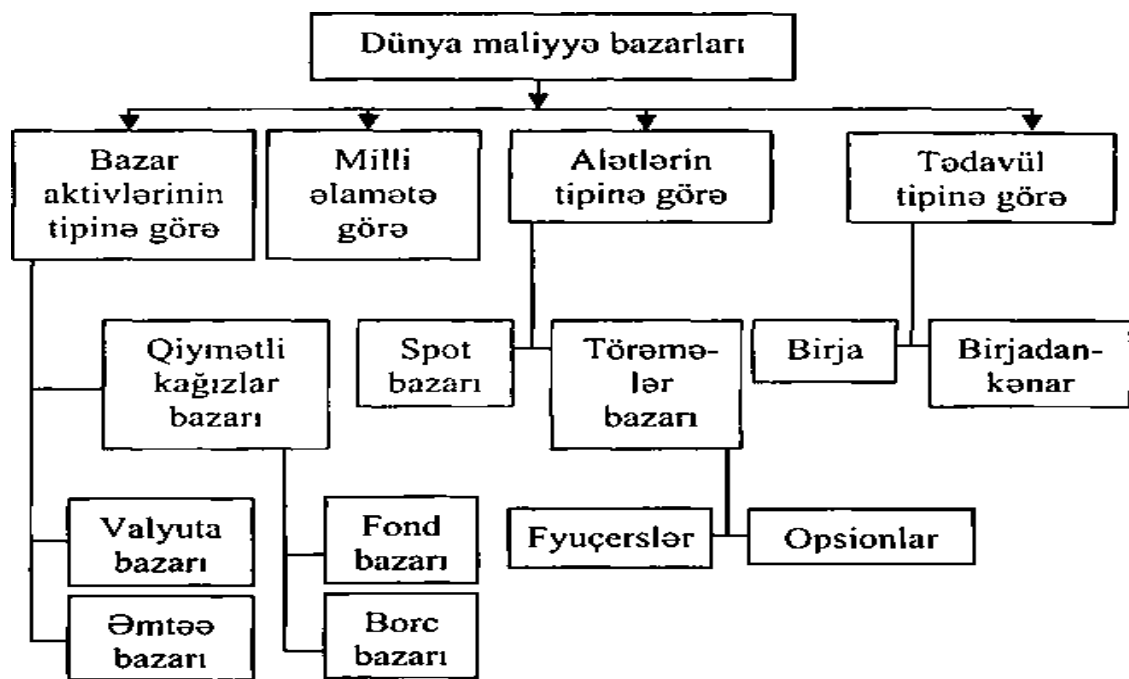 Dünya maliyyə bazarları
Bazar
aktivlərinin
tipinə görə
Milli
əlamətə
görə
Alətlərin
tipinə görə
Tədavül
tipinə görə
Qiymətli
kağızlar
bazarı
Spot
bazarı
Törəmə-
lər
bazarı
Birja
Birjadan-
kənar
Valyuta
bazarı
Fond
bazarı
Fyuçerslər
Opsionlar
Əmtəə
bazarı
Borc
bazarı